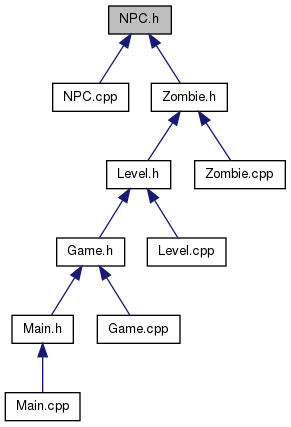 NPC.h
NPC.cpp
Zombie.h
Level.h
Zombie.cpp
Game.h
Level.cpp
Main.h
Game.cpp
Main.cpp